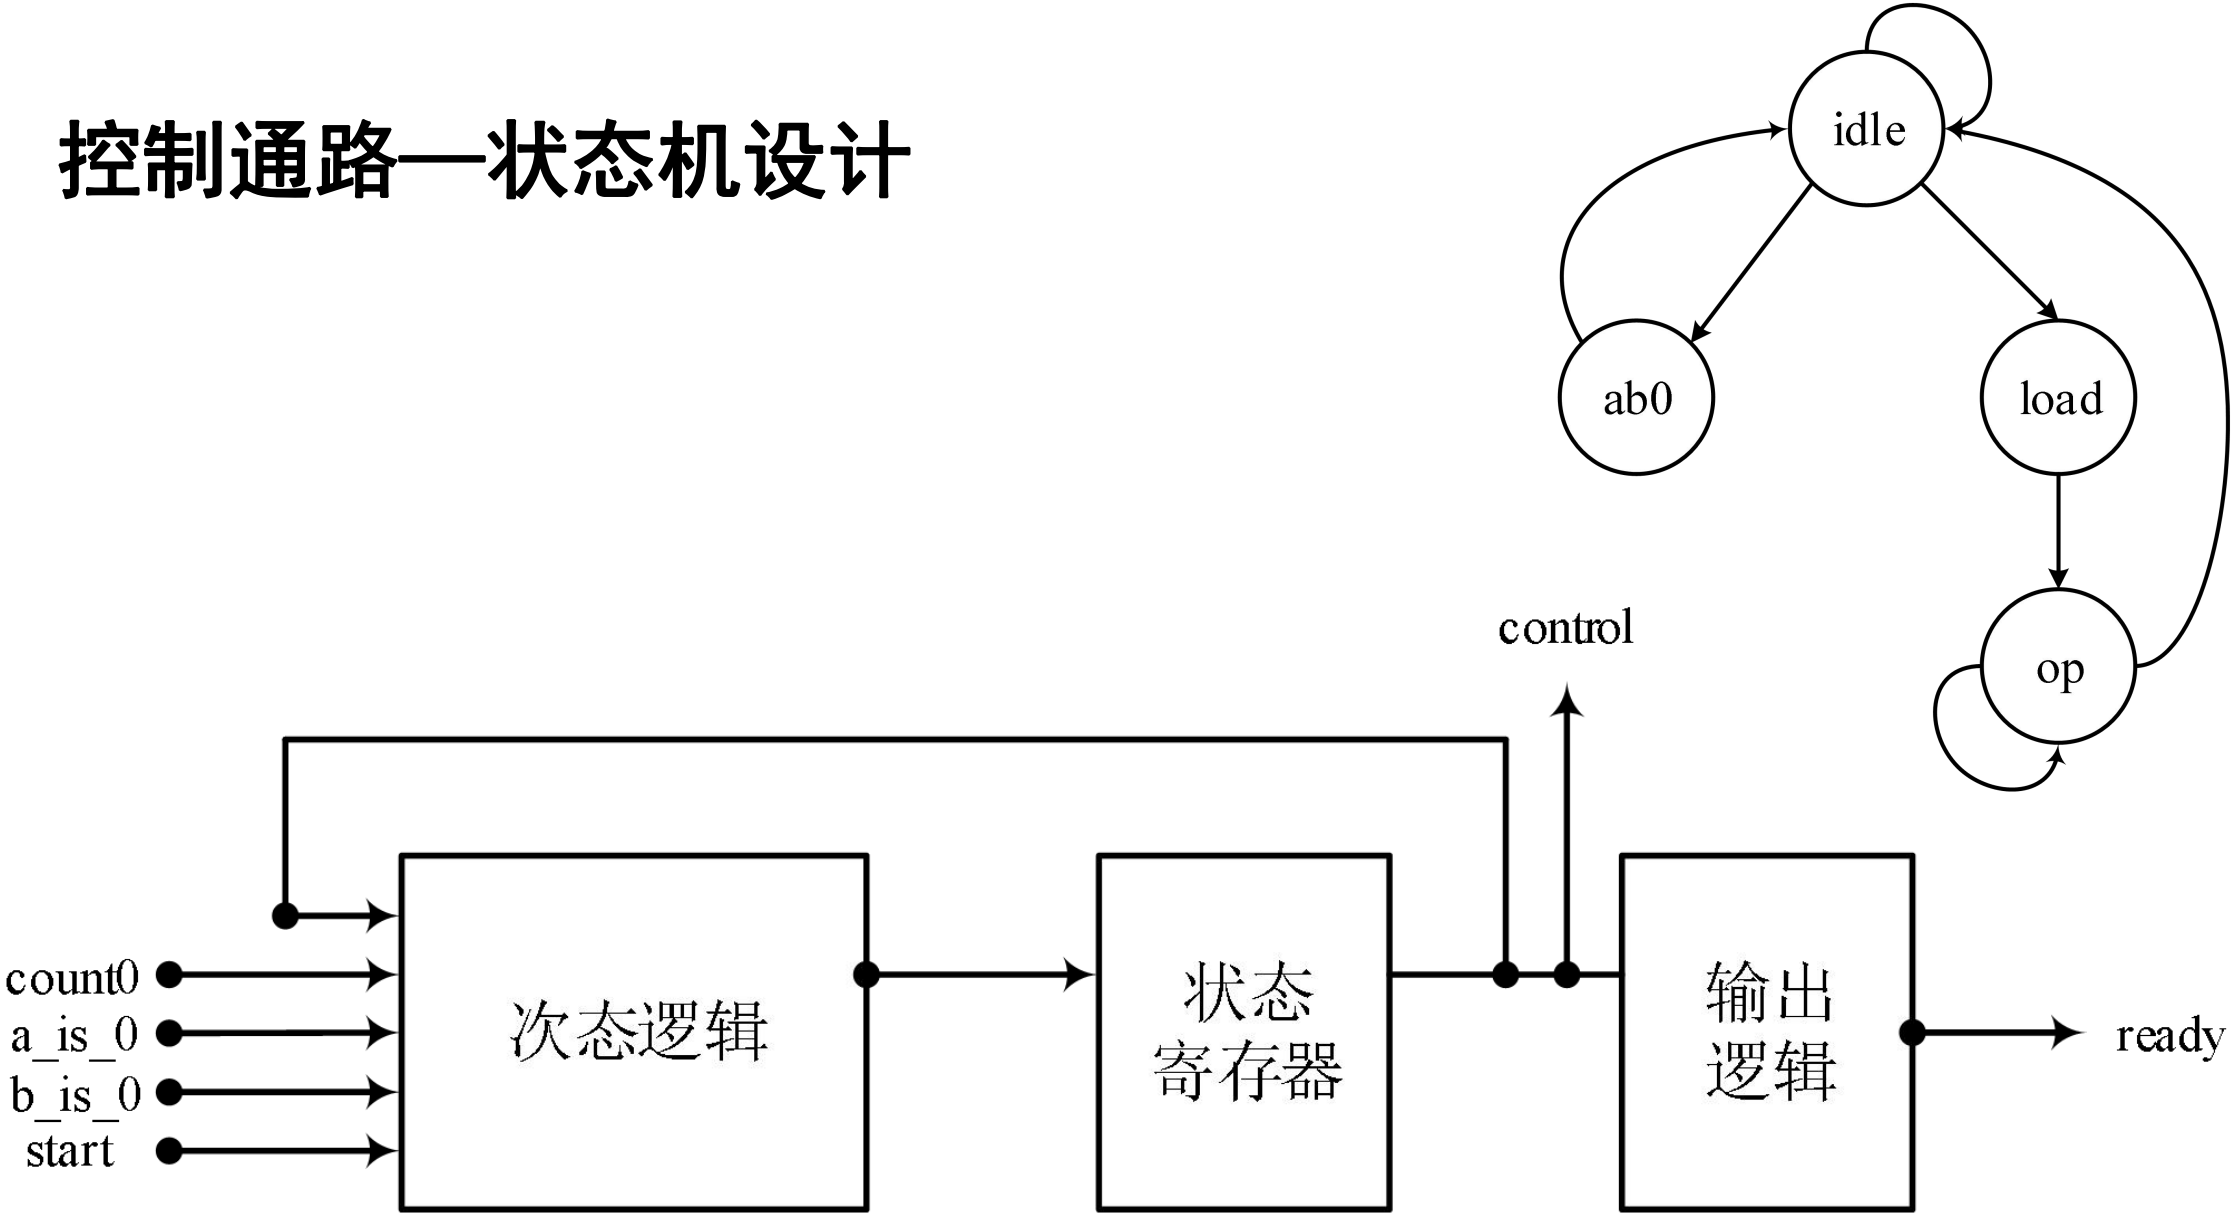 控制通路—状态机设计
idle
ab0
load
op
control
count0
a_is_0
b_is_0
start
次态逻辑
状态
寄存器
输出
逻辑
ready